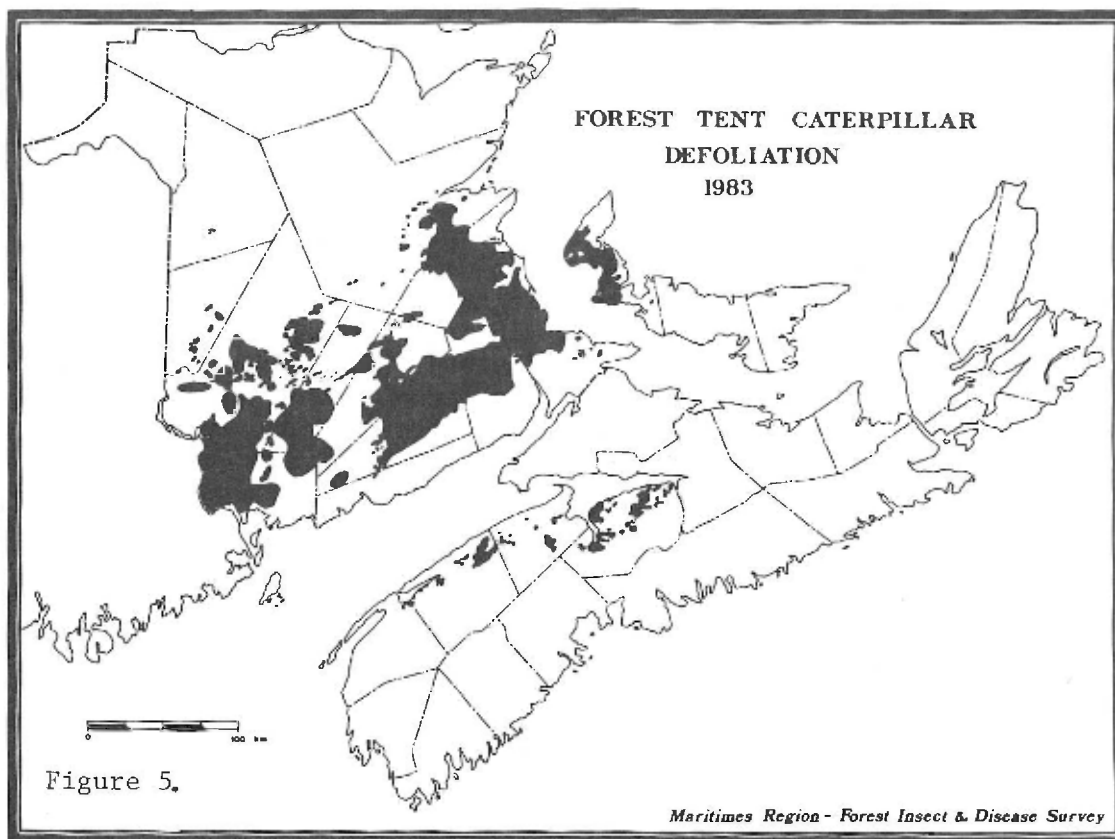 FOREST TENT CATERPILLAR
DEFOLIATION
1983
0 100 km
Figure 5.
Maritimes Region - Forest Insect & Disease Survey